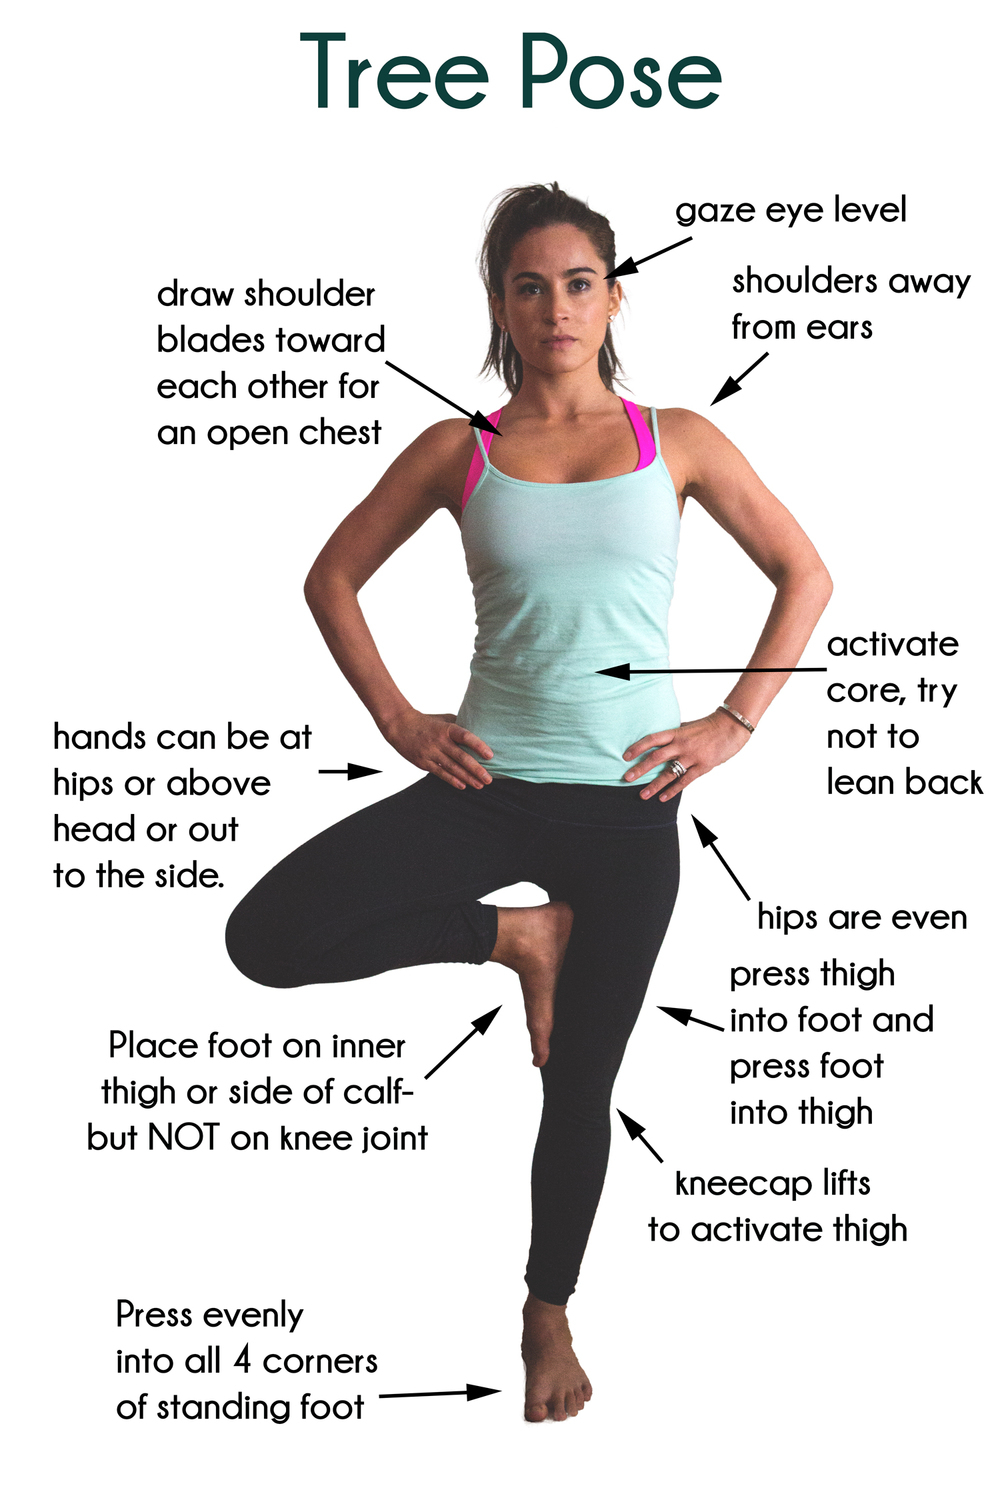 Tree Pose
gaze eye level
shoulders away
from ears
draw shoulder
blades toward
each other for
an open chest
activate
core, try
not to
lean back
hands can be at
hips or above
head or out
to the side.
hips are even
press thigh
into foot and
press foot
into thigh
Place foot on inner
thigh or side of calf-
but NOT on knee joint
kneecap lifts
to activate thigh
Press evenly
into all 4 corners
of standing foot